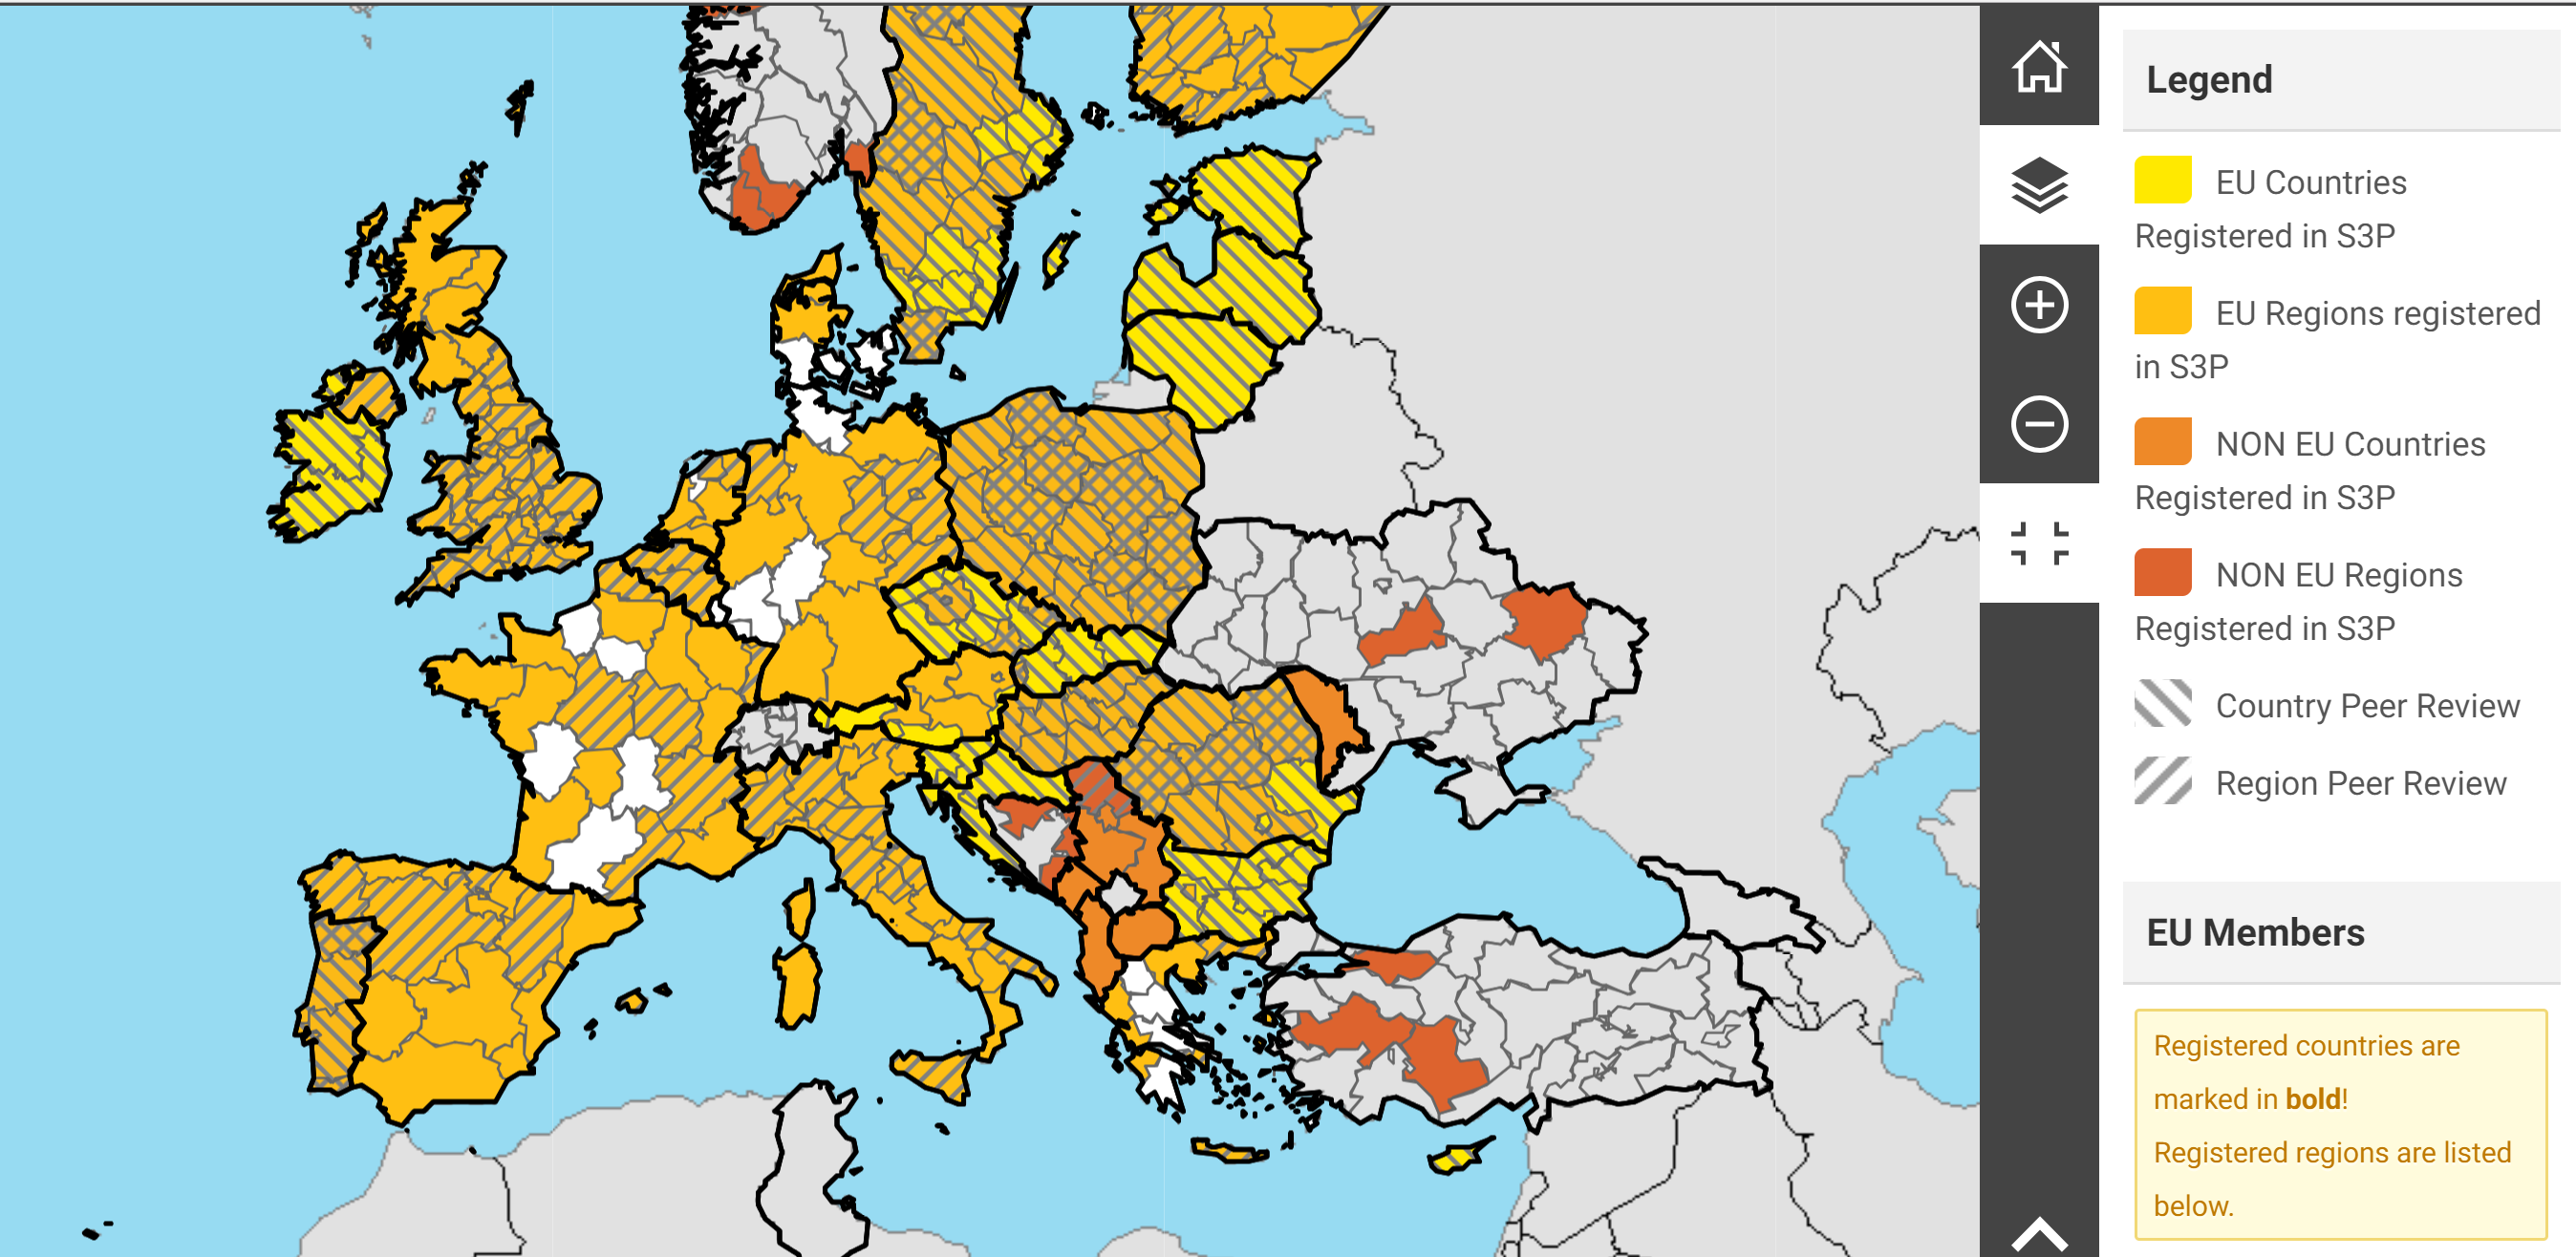 Legend
EU Countries
Registered in S3P
EU Regions registered
in S3P
NON EU Countries
Registered in S3P
NON EU Regions
Registered in S3P
Country Peer Review
Region Peer Review
EU Members
Registered countries are
marked in bold!
Registered regions are listed
below.